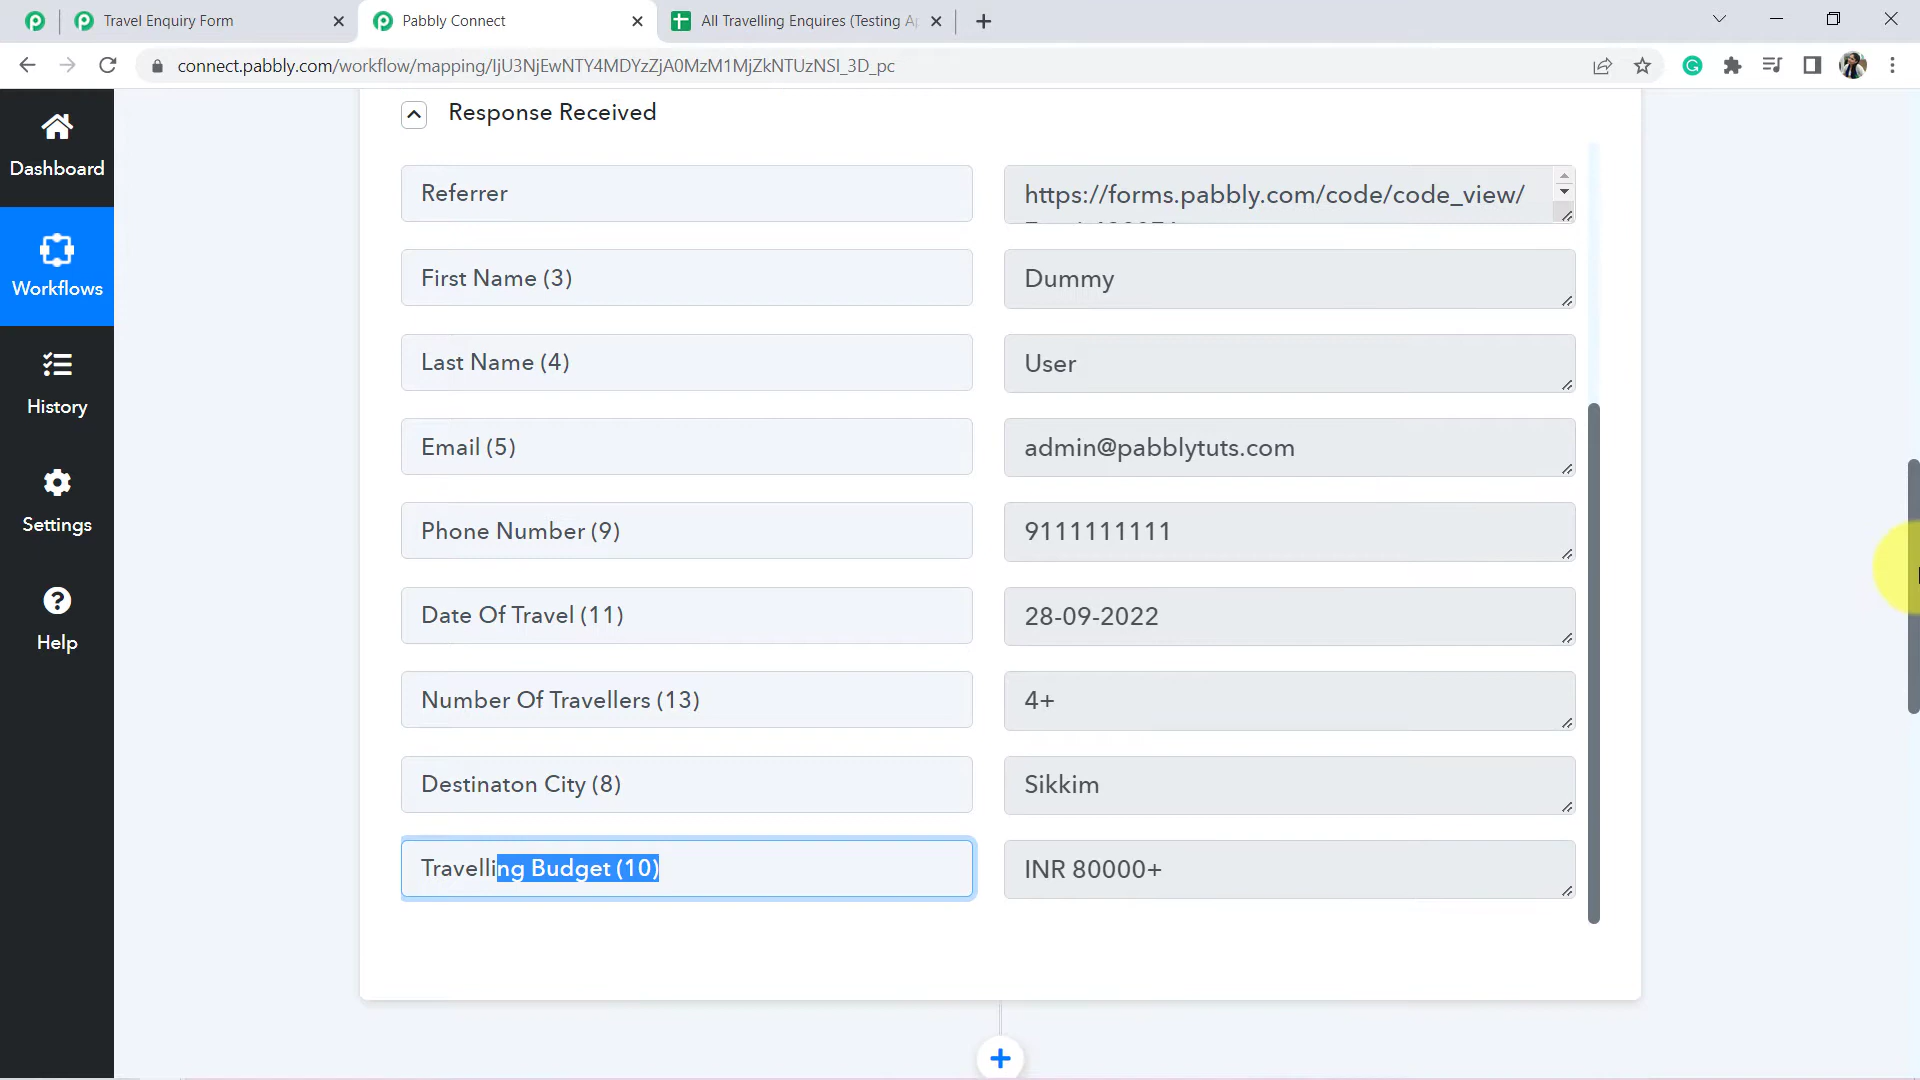 Travel Enquiry Form
Pabbly Connect
All Travelling Enquires (Testing Ap
connect.pabbly.com/workflow/mapping/IjU3NjEwNTY4MDYzZjA0MzM1MjZkNTUzNSI_3D_pc
Dashboard
Workflows
History
Settings
Help
Response Received
Referrer
https://forms.pabbly.com/code/code_view/
First Name (3)
Dummy
Last Name (4)
User
Email (5)
admin@pabblytuts.com
Phone Number (9)
9111111111
Date Of Travel (11)
28-09-2022
Number Of Travellers (13)
4+
Destinaton City (8)
Sikkim
Travelling Budget (10)
INR 80000+